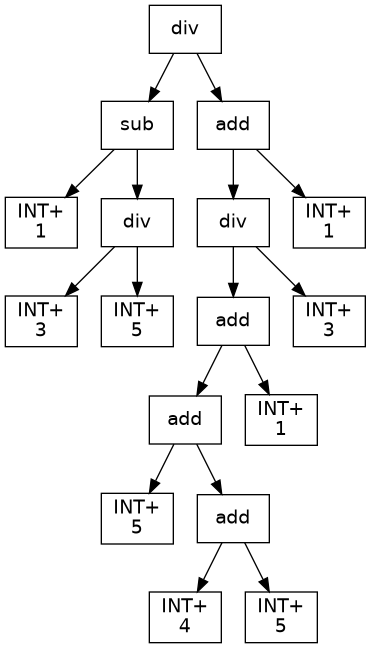 div
sub
add
INT+
1
div
div
INT+
1
INT+
3
INT+
5
add
INT+
3
add
INT+
1
INT+
5
add
INT+
4
INT+
5